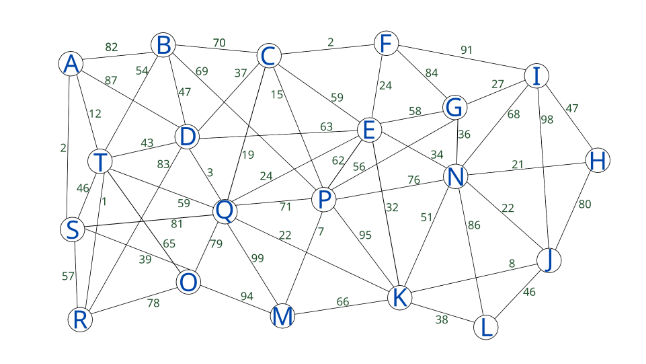 82 70 2 91
A B C F I
54 69 37 84 27 47
87 47 15 59 24 G
12 58 36 68 98
2 T 43 D 63 E 34 21 H
83 3 19 24 62 56 N
46 1 59 Q 71 P 76 22 80
S 81 32 51 86
57 39 65 79 22 7 95 8 J
R 78 O 99 94 M 66 K 38 L 46